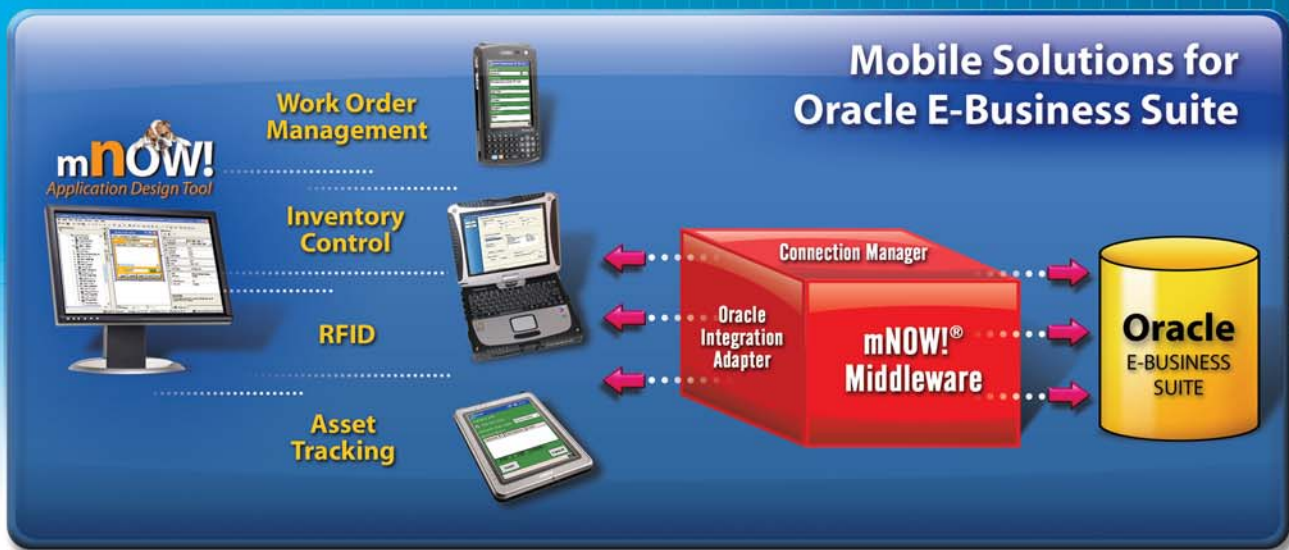 Mobile Solutions for
Oracle E-Business Suite
mnOW!
Application Design Tool
Work Order
Management
Inventory
Control
RFID
Asset
Tracking
Connection Manager
Oracle
Integration
Adapter
mNOW!®
Middleware
Oracle
E-BUSINESS
SUITE